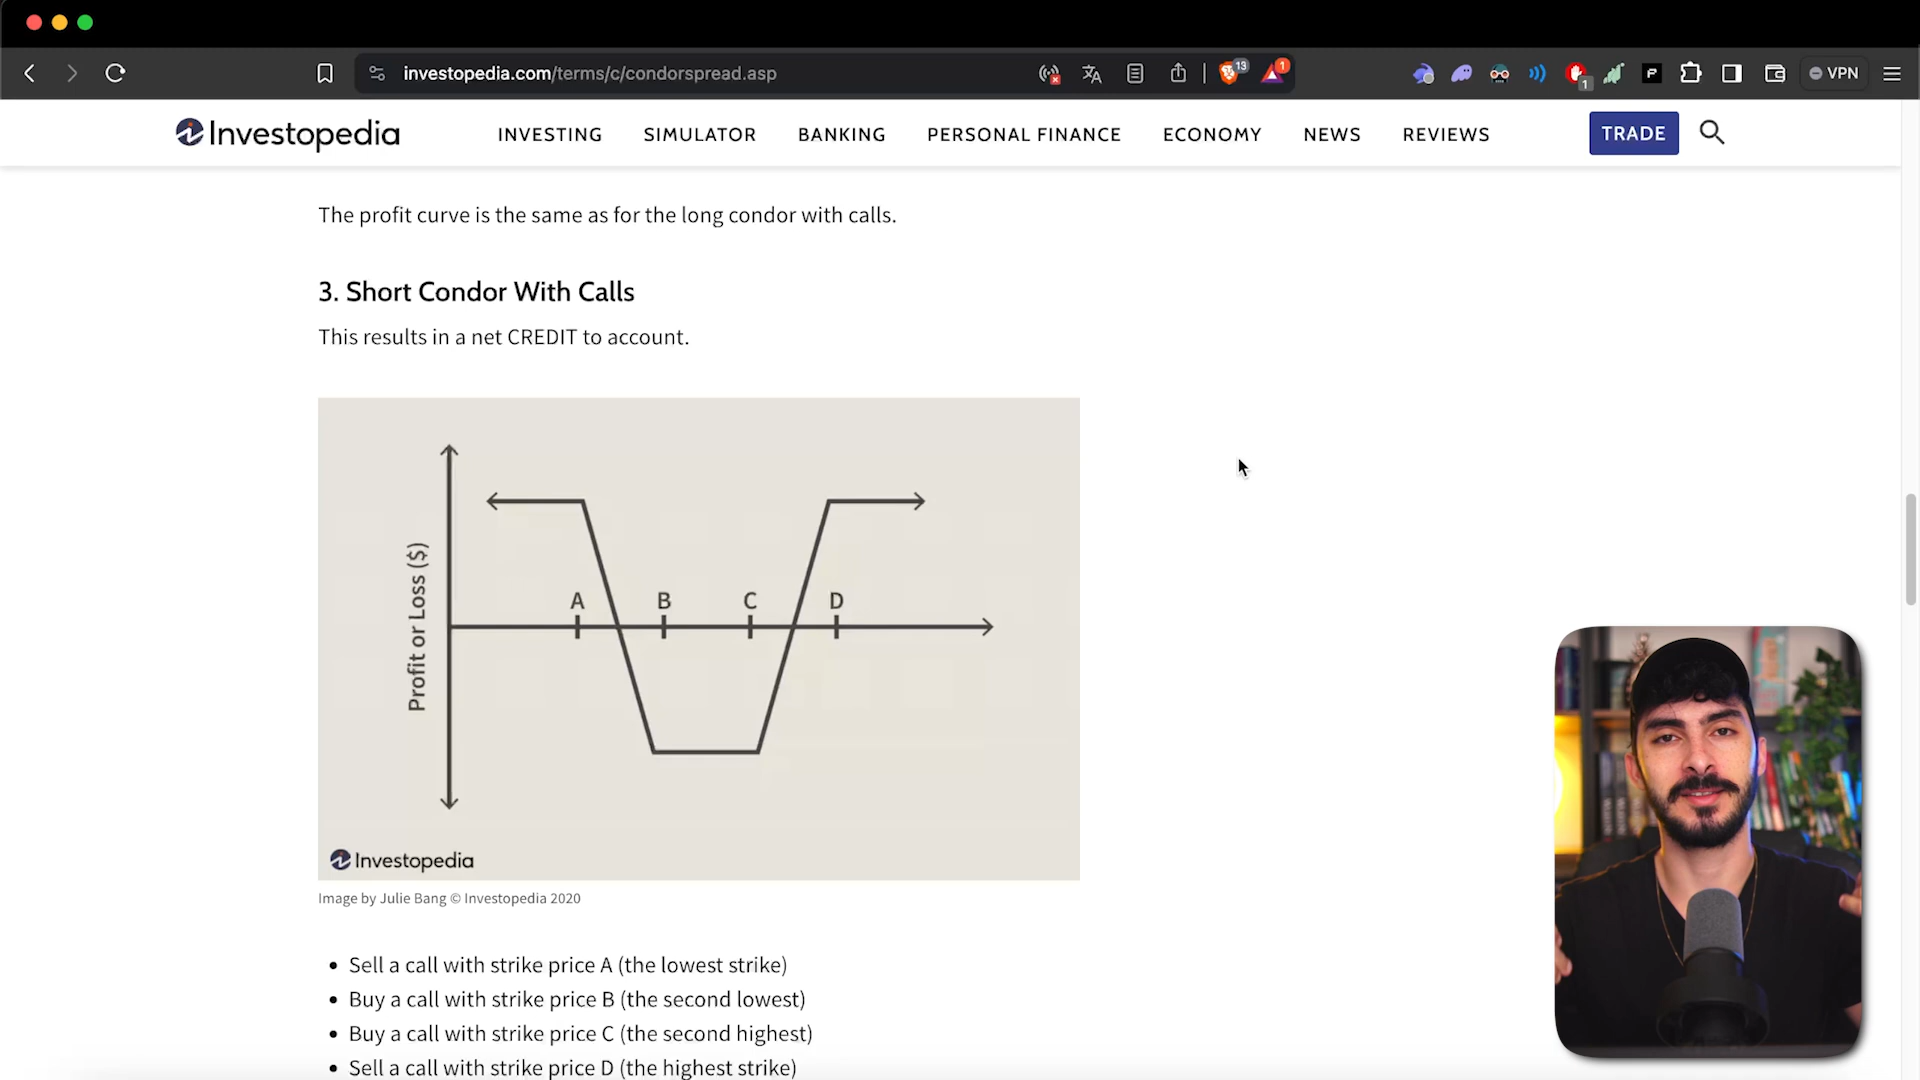 investopedia.com/terms/c/condorspread.asp
13
1
1
VPN
Investopedia
INVESTING
SIMULATOR
BANKING
PERSONAL FINANCE
ECONOMY
NEWS
REVIEWS
TRADE
The profit curve is the same as for the long condor with calls.
3. Short Condor With Calls
This results in a net CREDIT to account.
Profit or Loss ($)
A
B
C
D
Investopedia
Image by Julie Bang © Investopedia 2020
• Sell a call with strike price A (the lowest strike)
• Buy a call with strike price B (the second lowest)
• Buy a call with strike price C (the second highest)
• Sell a call with strike price D (the highest strike)